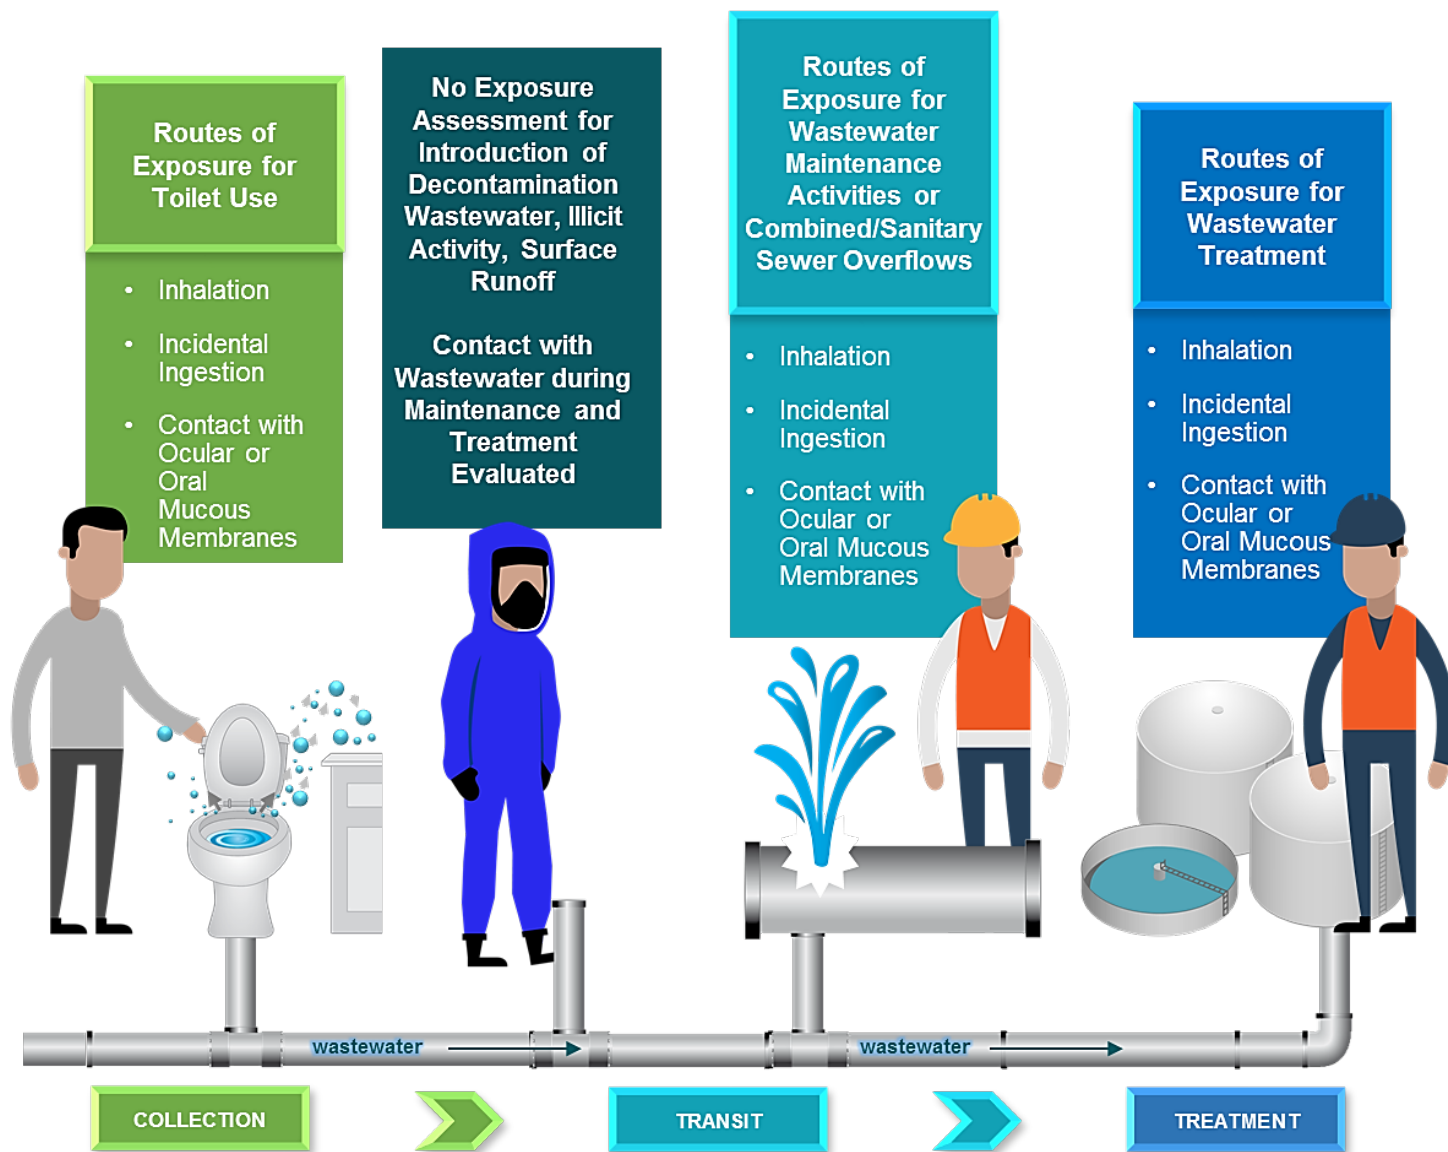 Routes of
Exposure for
Toilet Use
• Inhalation
• Incidental
Ingestion
• Contact with
Ocular or
Oral
Mucous
Membranes
No Exposure
Assessment for
Introduction of
Decontamination
Wastewater, Illicit
Activity, Surface
Runoff
Contact with
Wastewater during
Maintenance and
Treatment
Evaluated
Routes of
Exposure for
Wastewater
Maintenance
Activities or
Combined/Sanitary
Sewer Overflows
• Inhalation
• Incidental
Ingestion
• Contact with
Ocular or
Oral Mucous
Membranes
Routes of
Exposure for
Wastewater
Treatment
• Inhalation
• Incidental
Ingestion
• Contact with
Ocular or
Oral Mucous
Membranes
wastewater
wastewater
COLLECTION
TRANSIT
TREATMENT